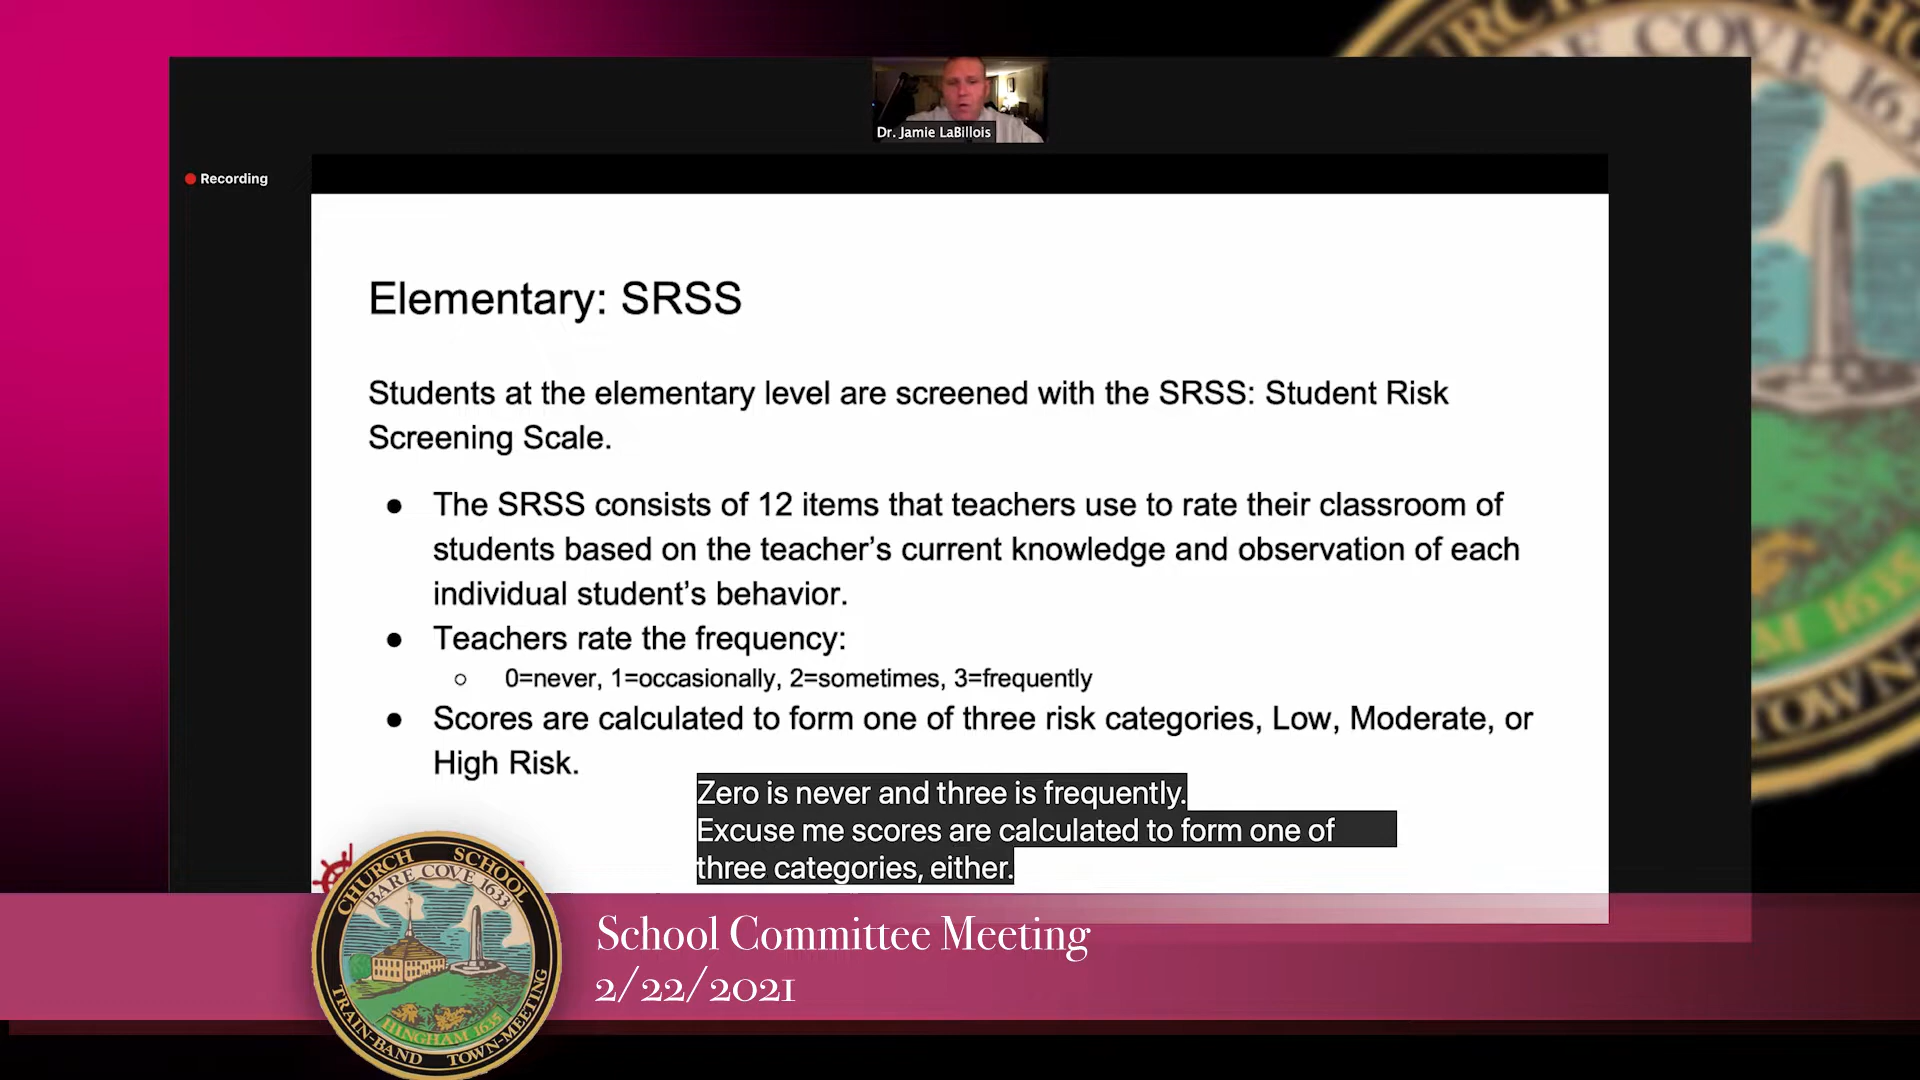 Dr. Jamie LaBillois
Recording
Elementary: SRSS
Students at the elementary level are screened with the SRSS: Student Risk
Screening Scale.
● The SRSS consists of 12 items that teachers use to rate their classroom of
students based on the teacher’s current knowledge and observation of each
individual student’s behavior.
● Teachers rate the frequency:
○ 0=never, 1=occasionally, 2=sometimes, 3=frequently
● Scores are calculated to form one of three risk categories, Low, Moderate, or
High Risk.
Zero is never and three is frequently.
Excuse me scores are calculated to form one of
three categories, either.
School Committee Meeting
2/22/2021
CHURCH SCHOOL
BARE COVE 1633
HINGHAM 1635
TRAIN-BAND TOWN-MEETING
COVE